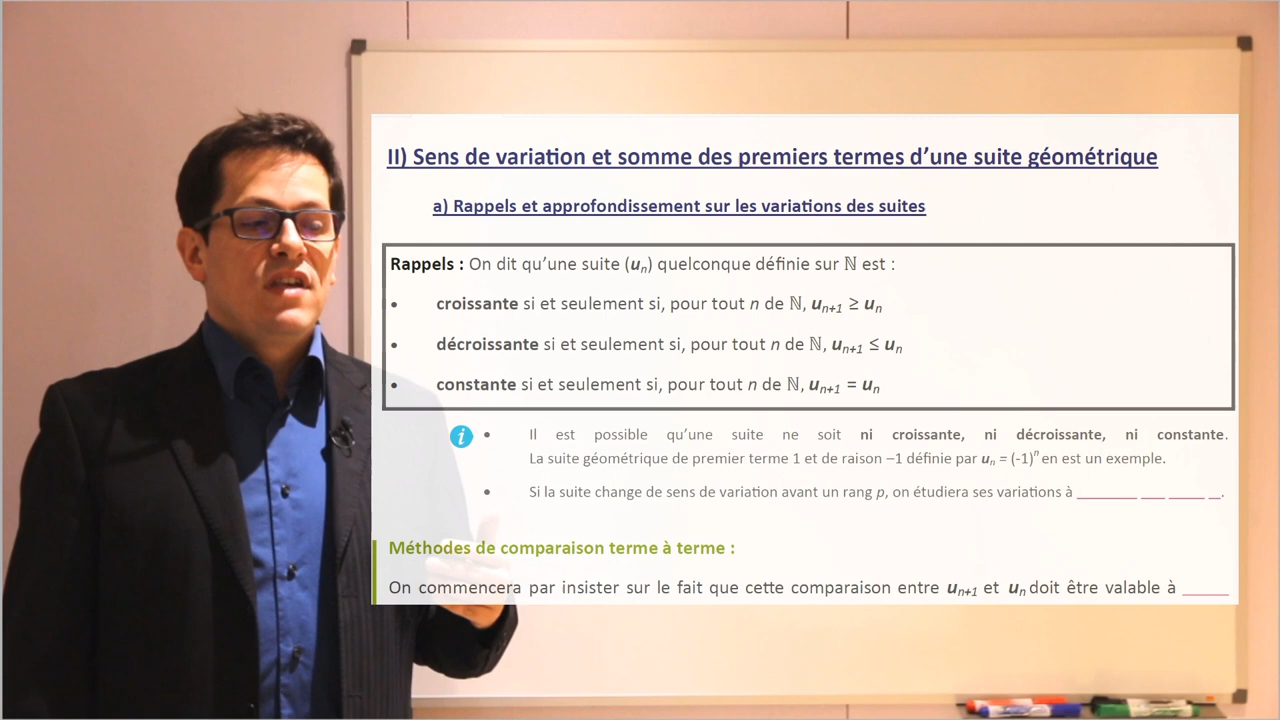 II) Sens de variation et somme des premiers termes d’une suite géométrique
a) Rappels et approfondissement sur les variations des suites
Rappels : On dit qu’une suite (uₙ) quelconque définie sur ℕ est :
• croissante si et seulement si, pour tout n de ℕ, uₙ₊₁ ≥ uₙ
• décroissante si et seulement si, pour tout n de ℕ, uₙ₊₁ ≤ uₙ
• constante si et seulement si, pour tout n de ℕ, uₙ₊₁ = uₙ
i • Il est possible qu’une suite ne soit ni croissante, ni décroissante, ni constante.
La suite géométrique de premier terme 1 et de raison –1 définie par uₙ = (-1)ⁿ en est un exemple.
• Si la suite change de sens de variation avant un rang p, on étudiera ses variations à ________ ___ _____ __.
Méthodes de comparaison terme à terme :
On commencera par insister sur le fait que cette comparaison entre uₙ₊₁ et uₙ doit être valable à _____